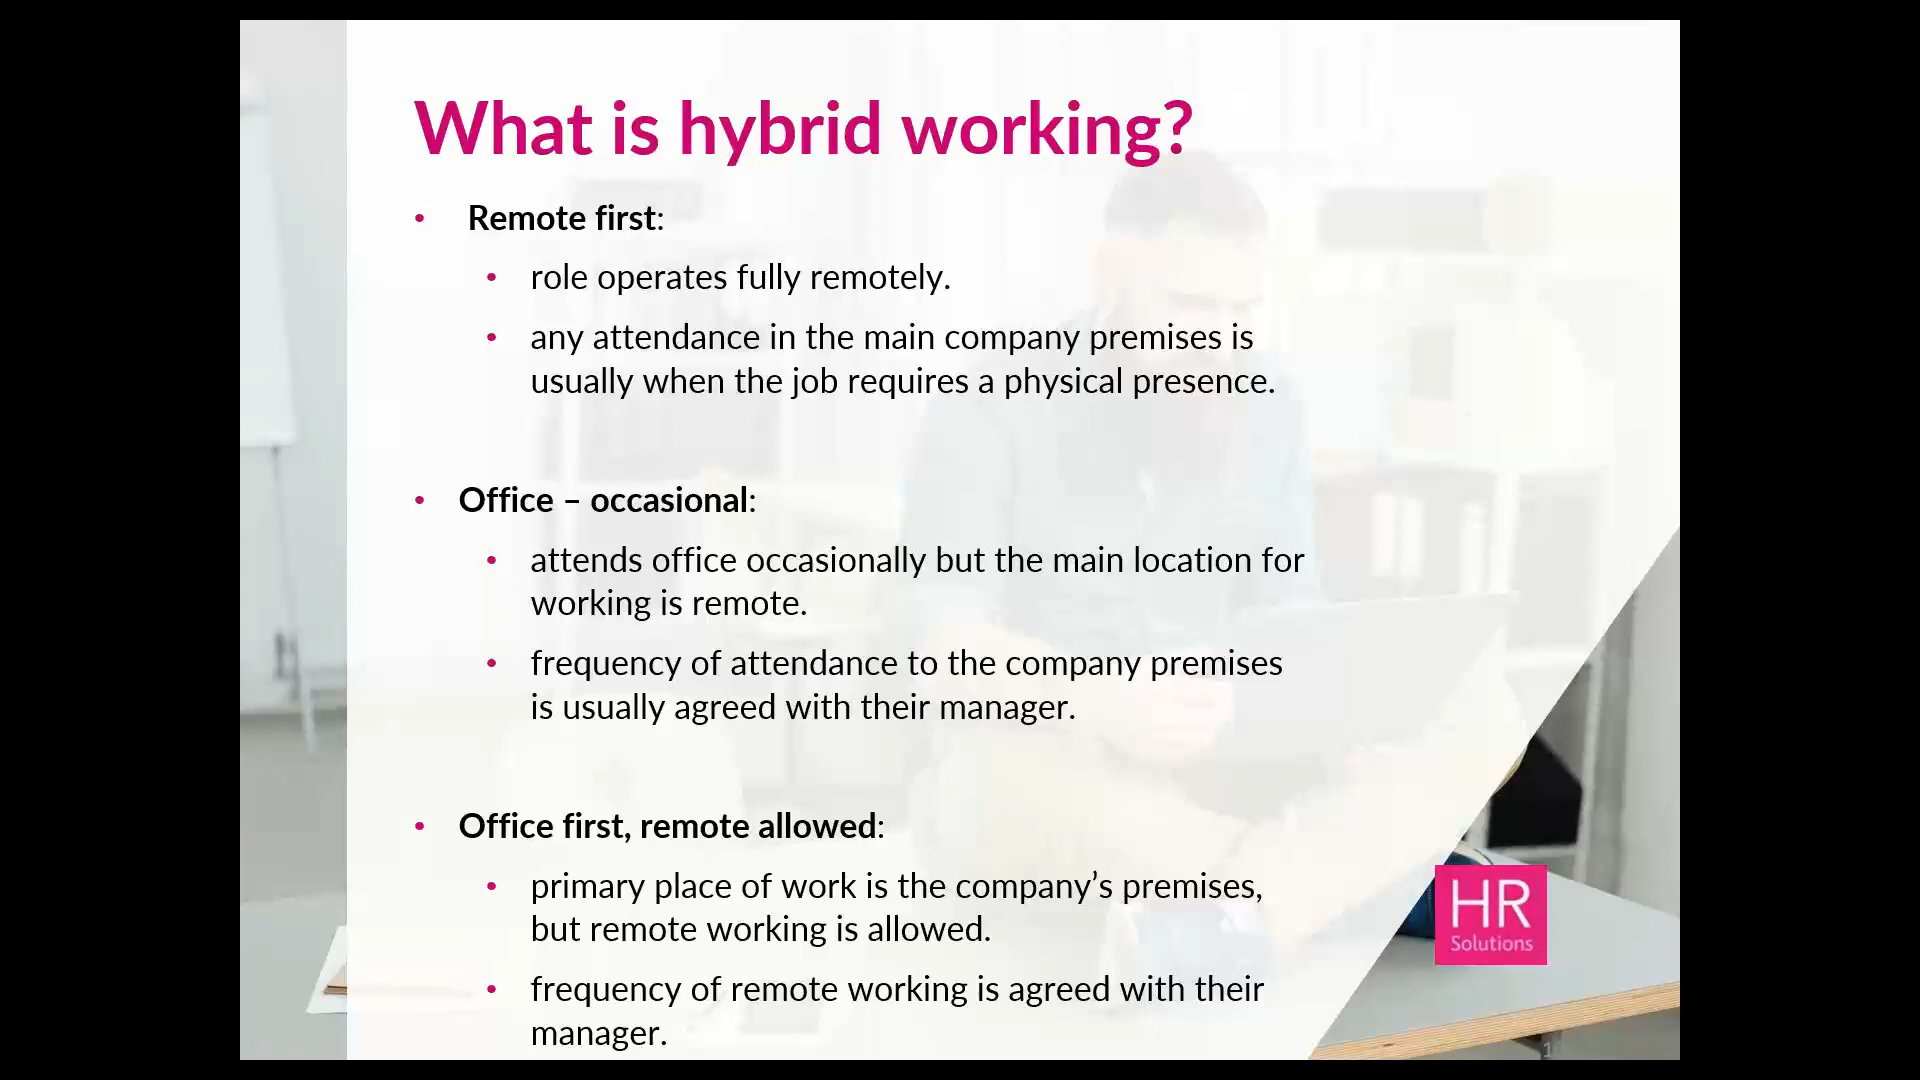 What is hybrid working?
• Remote first:
• role operates fully remotely.
• any attendance in the main company premises is
usually when the job requires a physical presence.
• Office – occasional:
• attends office occasionally but the main location for
working is remote.
• frequency of attendance to the company premises
is usually agreed with their manager.
• Office first, remote allowed:
• primary place of work is the company’s premises,
but remote working is allowed.
• frequency of remote working is agreed with their
manager.
HR
Solutions